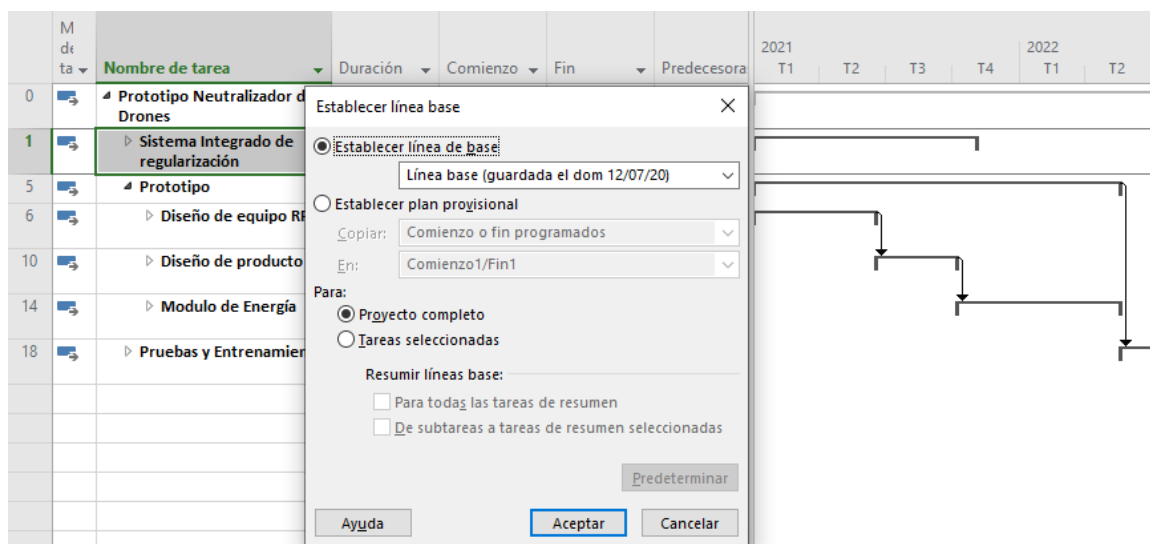 M
de
ta
Nombre de tarea
Duración
Comienzo
Fin
Predecesora
2021
2022
T1
T2
T3
T4
T1
T2
0
Prototipo Neutralizador d
Drones
1
Sistema Integrado de
regularización
5
Prototipo
6
Diseño de equipo RF
10
Diseño de producto
14
Modulo de Energía
18
Pruebas y Entrenamien
Establecer línea base
Establecer línea de base
Línea base (guardada el dom 12/07/20)
Establecer plan provisional
Copiar:
Comienzo o fin programados
En:
Comienzo1/Fin1
Para:
Proyecto completo
Tareas seleccionadas
Resumir líneas base:
Para todas las tareas de resumen
De subtareas a tareas de resumen seleccionadas
Predeterminar
Ayuda
Aceptar
Cancelar